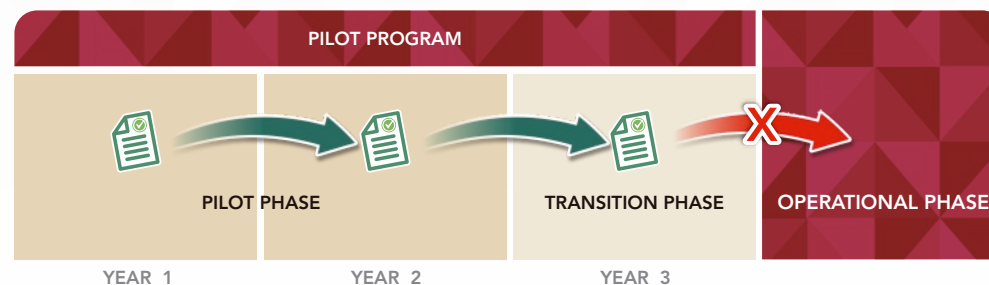 PILOT PROGRAM
X
PILOT PHASE
TRANSITION PHASE
OPERATIONAL PHASE
YEAR 1
YEAR 2
YEAR 3